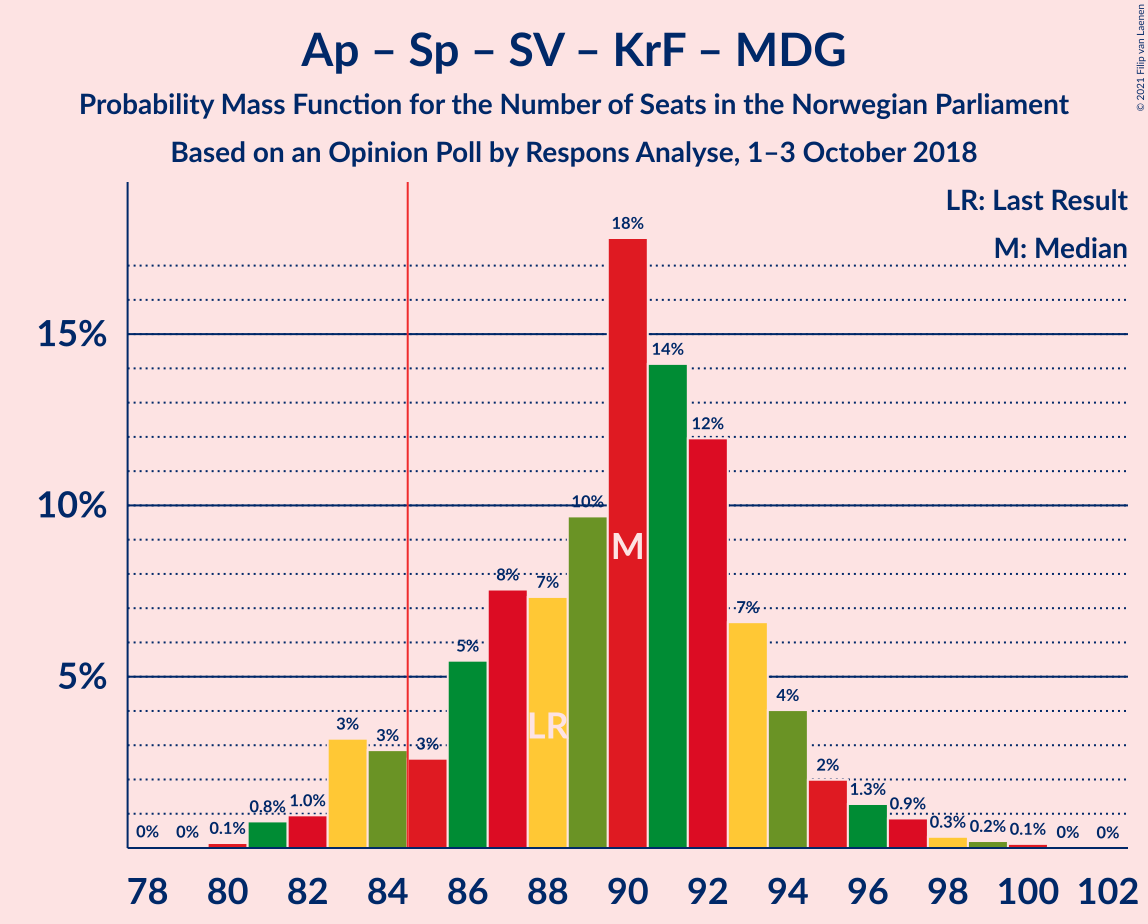 Ap – Sp – SV – KrF – MDG
Probability Mass Function for the Number of Seats in the Norwegian Parliament
Based on an Opinion Poll by Respons Analyse, 1–3 October 2018
© 2021 Filip van Laenen
LR: Last Result
M: Median
15%
10%
5%
0% 0% 0.1% 0.8% 1.0% 3% 3% 3% 5% 8% 7% 10% 18% 14% 12% 7% 4% 2% 1.3% 0.9% 0.3% 0.2% 0.1% 0% 0%
M
LR
78 80 82 84 86 88 90 92 94 96 98 100 102